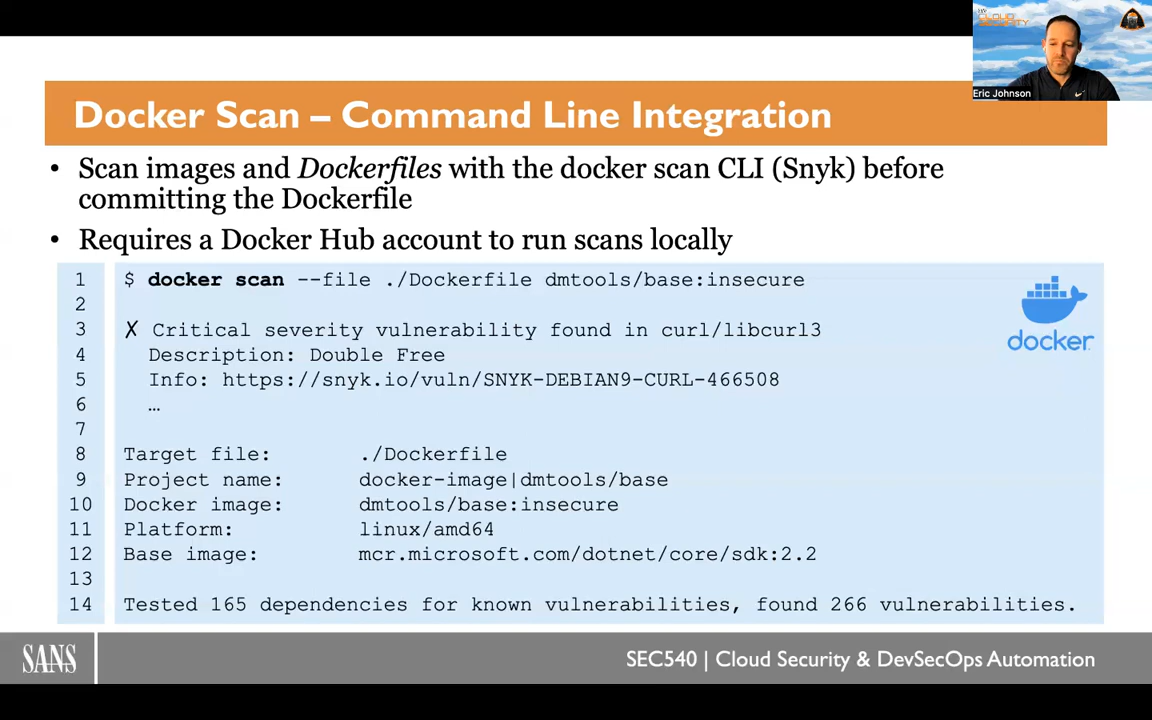 CLOUD
SECURITY
Eric Johnson
Docker Scan – Command Line Integration
• Scan images and Dockerfiles with the docker scan CLI (Snyk) before
committing the Dockerfile
• Requires a Docker Hub account to run scans locally
1 $ docker scan --file ./Dockerfile dmtools/base:insecure
2
3 ✗ Critical severity vulnerability found in curl/libcurl3
4 Description: Double Free
5 Info: https://snyk.io/vuln/SNYK-DEBIAN9-CURL-466508
6 …
7
8 Target file: ./Dockerfile
9 Project name: docker-image|dmtools/base
10 Docker image: dmtools/base:insecure
11 Platform: linux/amd64
12 Base image: mcr.microsoft.com/dotnet/core/sdk:2.2
13
14 Tested 165 dependencies for known vulnerabilities, found 266 vulnerabilities.
docker
SANS
SEC540 | Cloud Security & DevSecOps Automation